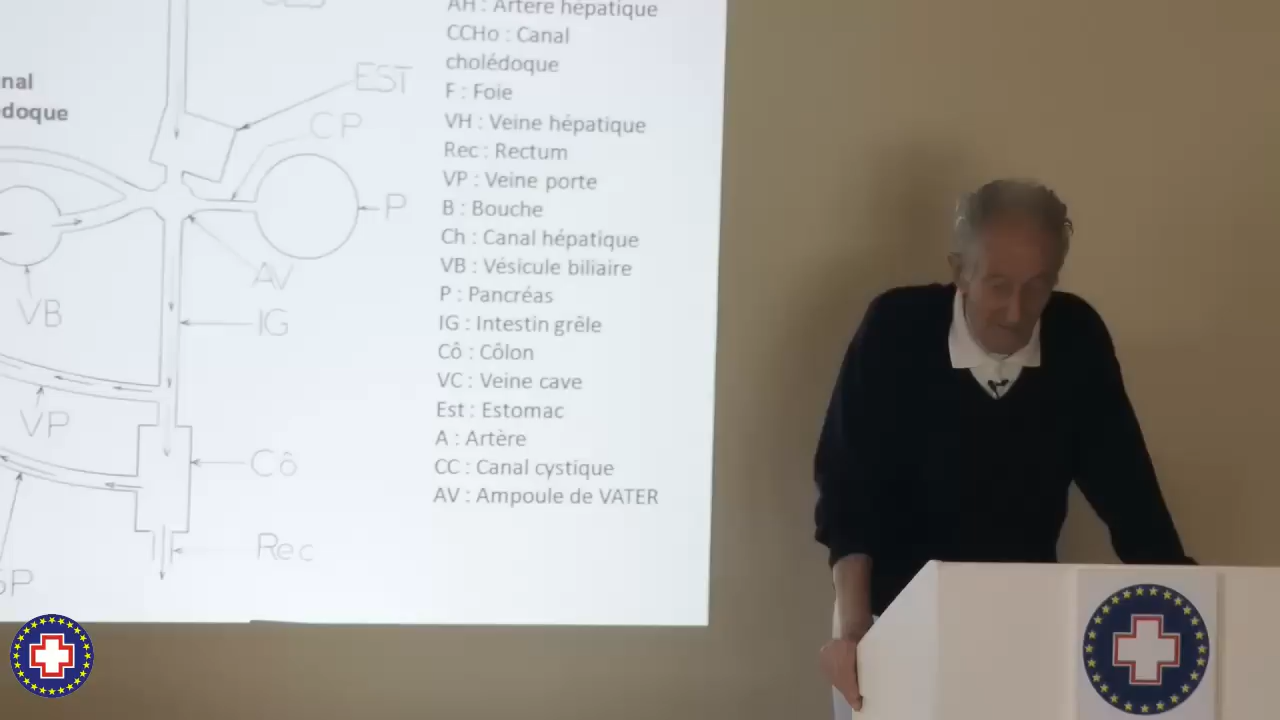 nal
doque
EST
CP
P
AV
VB
IG
VP
Cô
Rec
AH : Artère hépatique
CCHo : Canal
cholédoque
F : Foie
VH : Veine hépatique
Rec : Rectum
VP : Veine porte
B : Bouche
Ch : Canal hépatique
VB : Vésicule biliaire
P : Pancréas
IG : Intestin grêle
Cô : Côlon
VC : Veine cave
Est : Estomac
A : Artère
CC : Canal cystique
AV : Ampoule de VATER